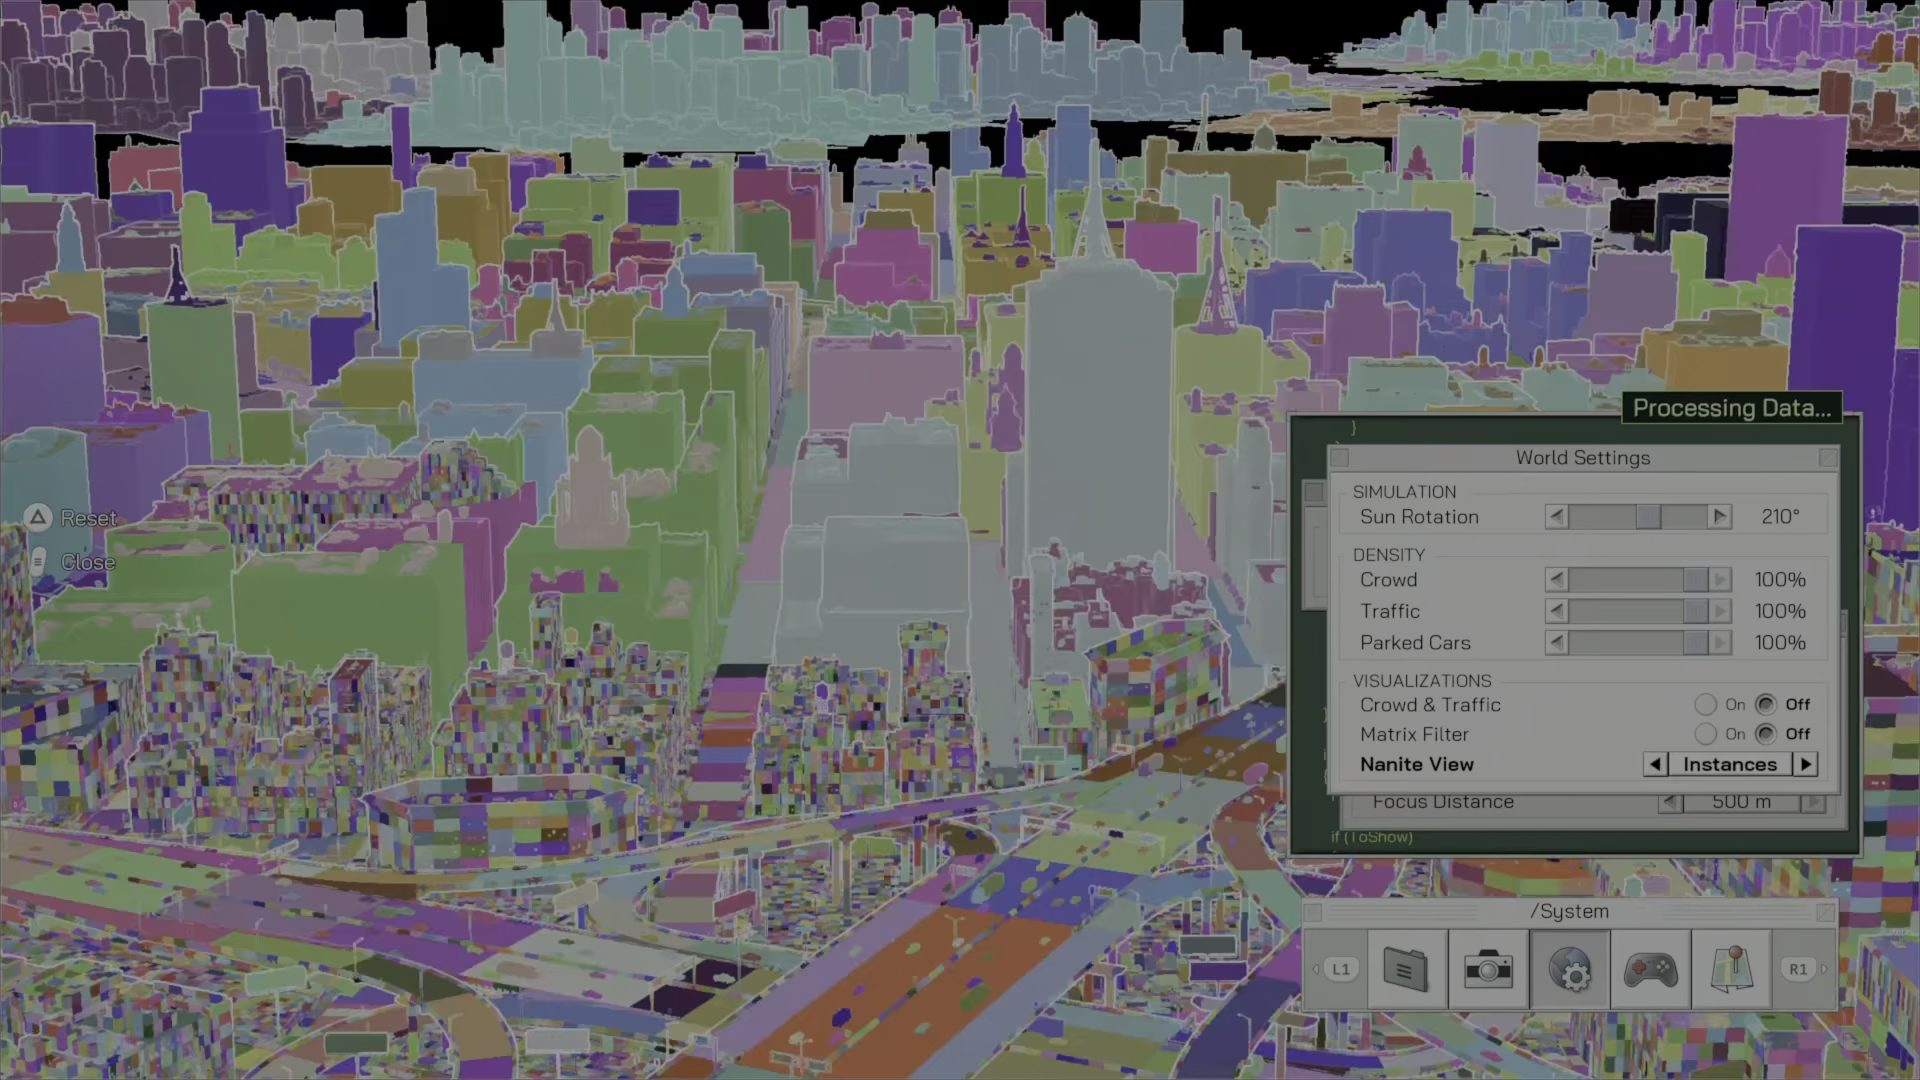 Processing Data...
}
World Settings
SIMULATION
Sun Rotation 210°
DENSITY
Crowd 100%
Traffic 100%
Parked Cars 100%
VISUALIZATIONS
Crowd & Traffic On Off
Matrix Filter On Off
Nanite View Instances
Focus Distance 500 m
if (ToShow)
Reset
Close
/System
L1
R1